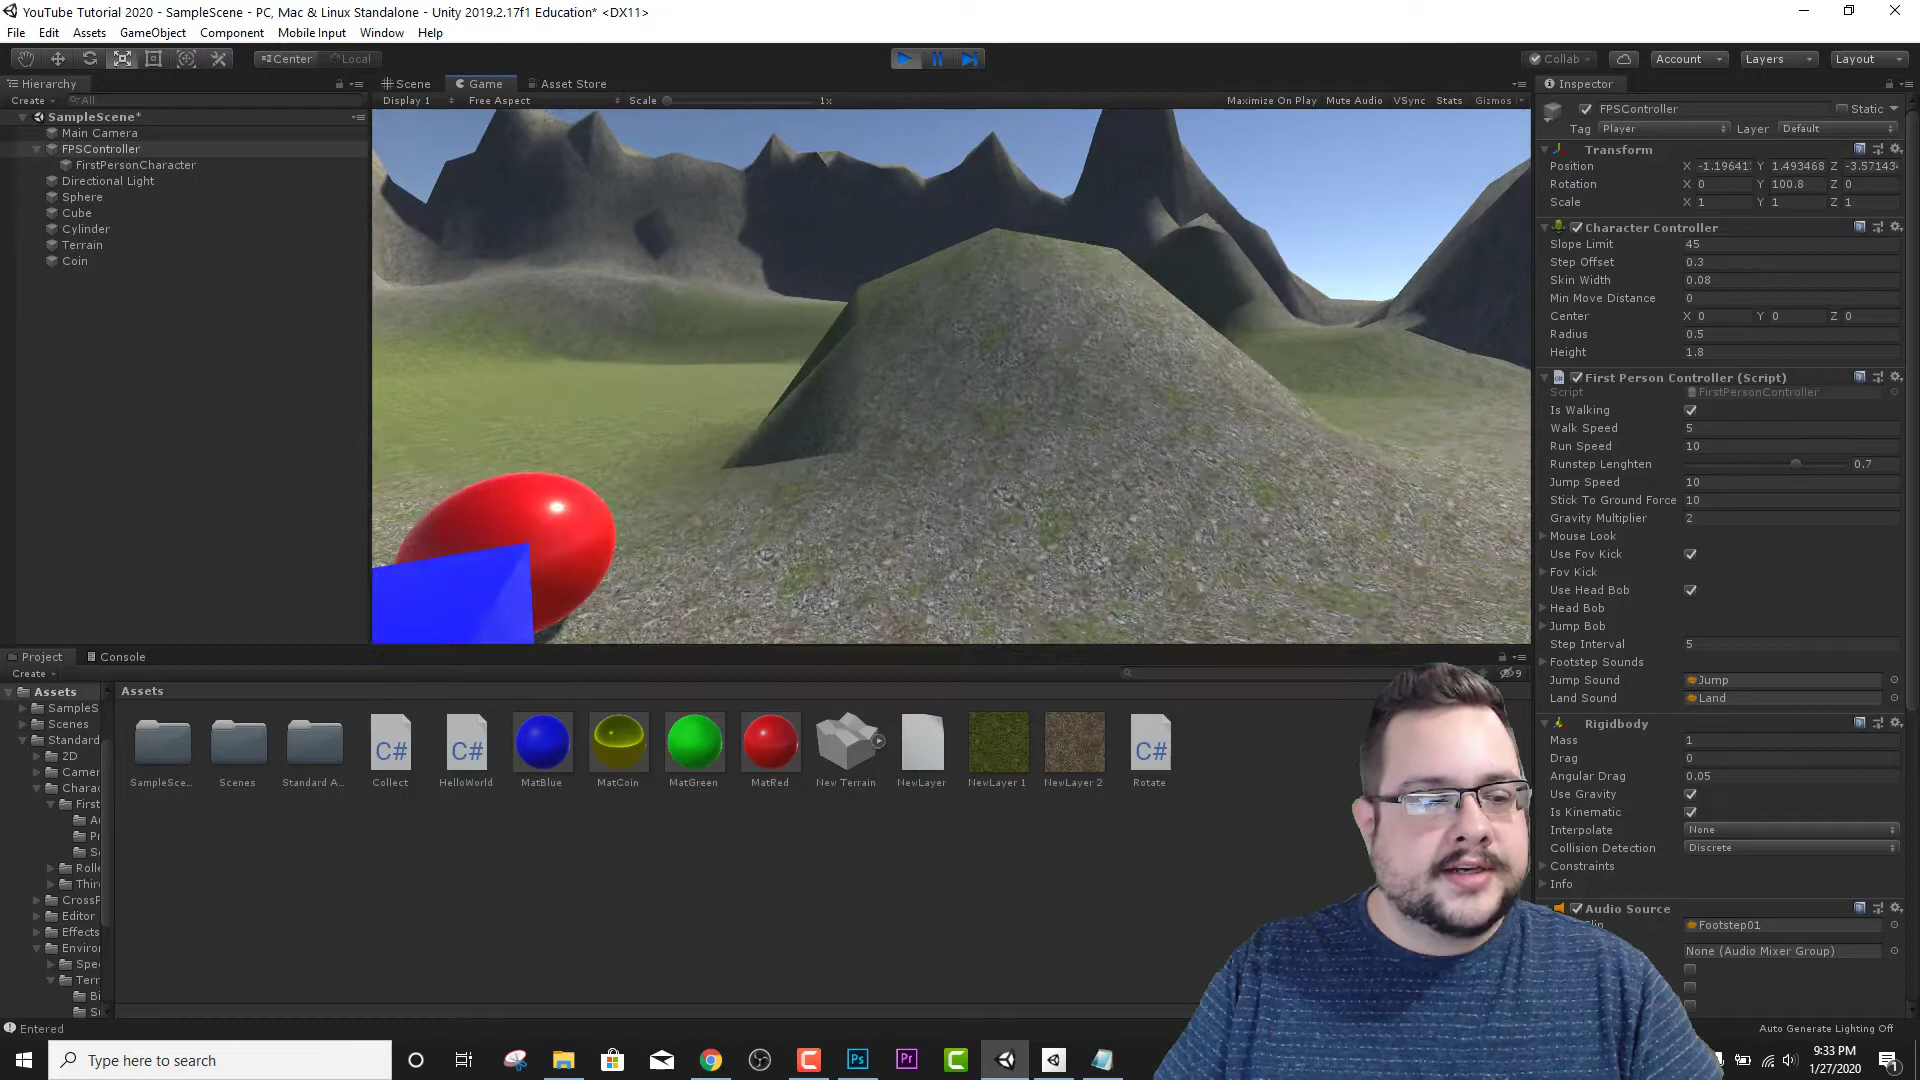 YouTube Tutorial 2020 - SampleScene - PC, Mac & Linux Standalone - Unity 2019.2.17f1 Education* <DX11>
File Edit Assets GameObject Component Mobile Input Window Help
Center Local
Collab Account Layers Layout
Hierarchy
Create All
SampleScene*
Main Camera
FPSController
FirstPersonCharacter
Directional Light
Sphere
Cube
Cylinder
Terrain
Coin
Scene Game Asset Store
Display 1 Free Aspect Scale 1x Maximize On Play Mute Audio VSync Stats Gizmos
Inspector
FPSController Static
Tag Player Layer Default
Transform
Position X -1.1964 Y 1.493468 Z -3.57143
Rotation X 0 Y 100.8 Z 0
Scale X 1 Y 1 Z 1
Character Controller
Slope Limit 45
Step Offset 0.3
Skin Width 0.08
Min Move Distance 0
Center X 0 Y 0 Z 0
Radius 0.5
Height 1.8
First Person Controller (Script)
Script FirstPersonController
Is Walking
Walk Speed 5
Run Speed 10
Runstep Lenghten 0.7
Jump Speed 10
Stick To Ground Force 10
Gravity Multiplier 2
Mouse Look
Use Fov Kick
Fov Kick
Use Head Bob
Head Bob
Jump Bob
Step Interval 5
Footstep Sounds
Jump Sound Jump
Land Sound Land
Rigidbody
Mass 1
Drag 0
Angular Drag 0.05
Use Gravity
Is Kinematic
Interpolate None
Collision Detection Discrete
Constraints
Info
Audio Source
Footstep01
None (Audio Mixer Group)
Project Console
Create 9
Assets
SampleS
Scenes
Standard
2D
Camer
Chara
First
A
P
S
Rolle
Thir
CrossP
Editor
Effects
Enviro
Spe
Terr
Bi
S
Assets
SampleSce... Scenes Standard A... Collect HelloWorld MatBlue MatCoin MatGreen MatRed New Terrain NewLayer NewLayer 1 NewLayer 2 Rotate
C# C# C#
Entered
Auto Generate Lighting Off
Type here to search
Ps Pr C
9:33 PM
1/27/2020
1